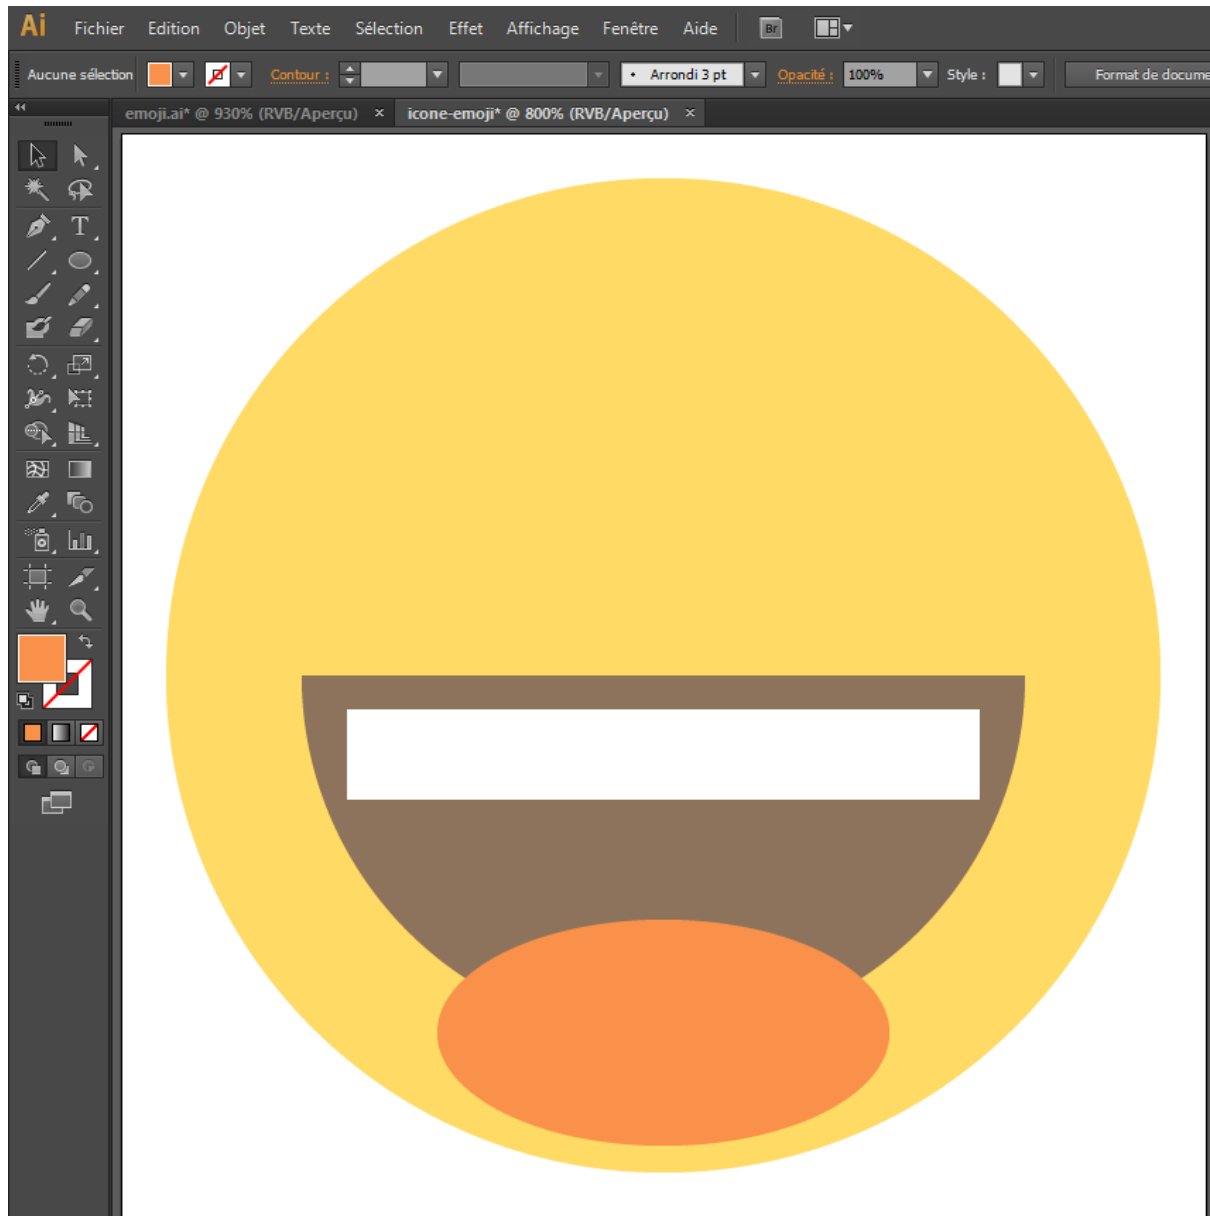 Ai Fichier Edition Objet Texte Sélection Effet Affichage Fenêtre Aide Br
Aucune sélection Contour : Arrondi 3 pt Opacité : 100% Style : Format de docume
emoji.ai* @ 930% (RVB/Aperçu) × icone-emoji* @ 800% (RVB/Aperçu) ×
T